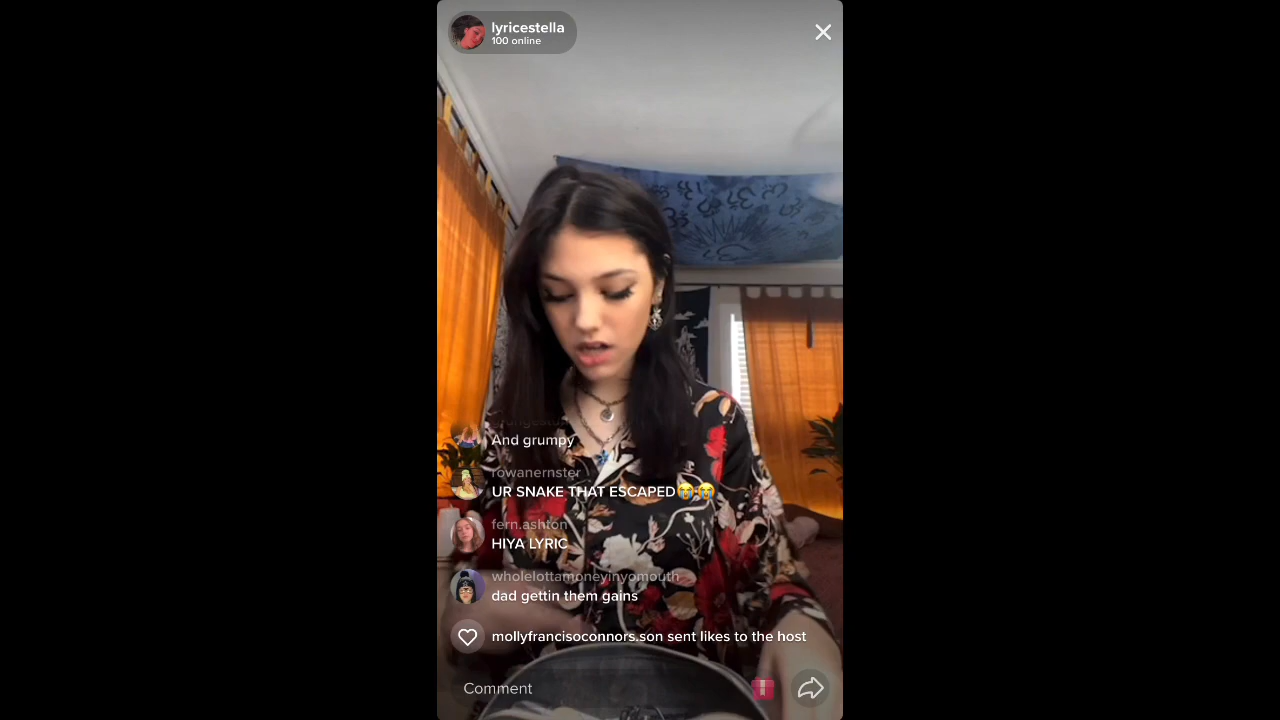 lyricestella
100 online
And grumpy
rowanernster
UR SNAKE THAT ESCAPED😭😭
fern.ashton
HIYA LYRIC
wholelottamoneyinyomouth
dad gettin them gains
mollyfrancisoconnors.son sent likes to the host
Comment